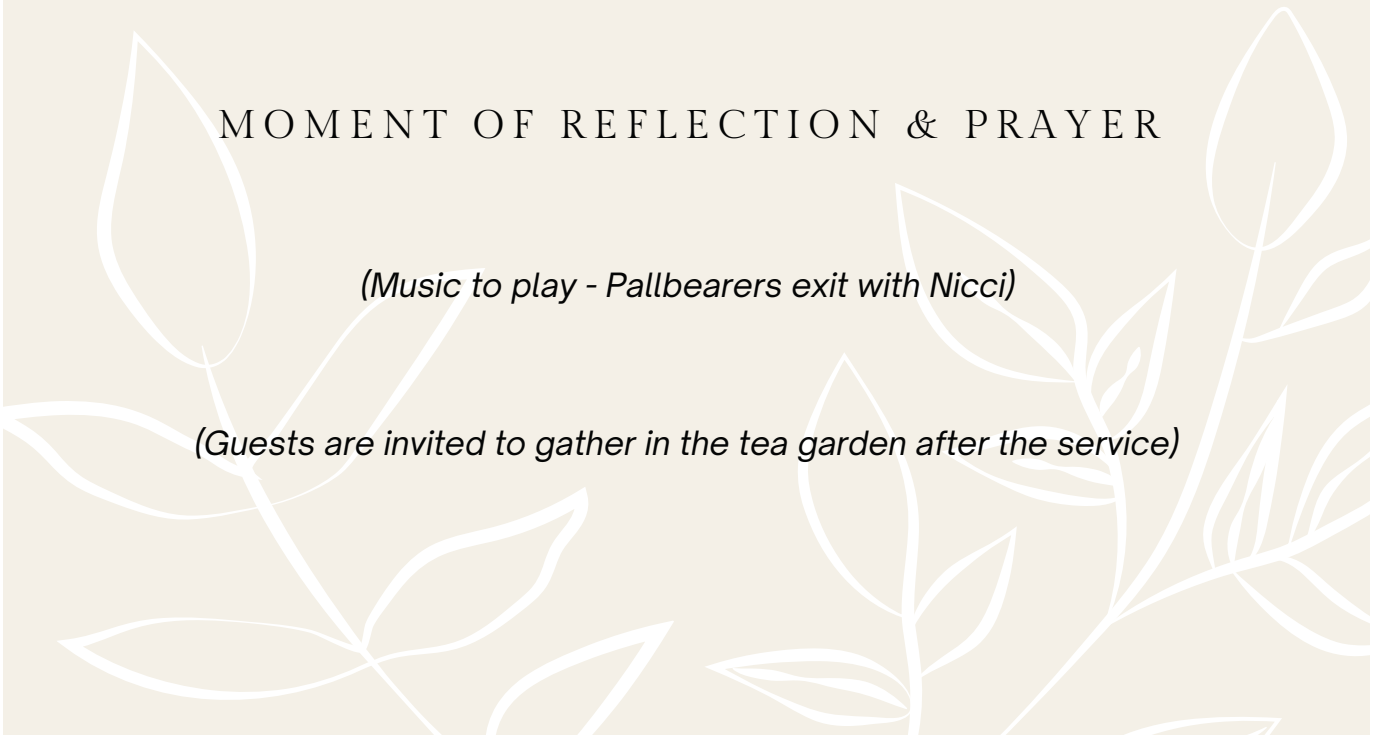 MOMENT OF REFLECTION & PRAYER
(Music to play - Pallbearers exit with Nicci)
(Guests are invited to gather in the tea garden after the service)